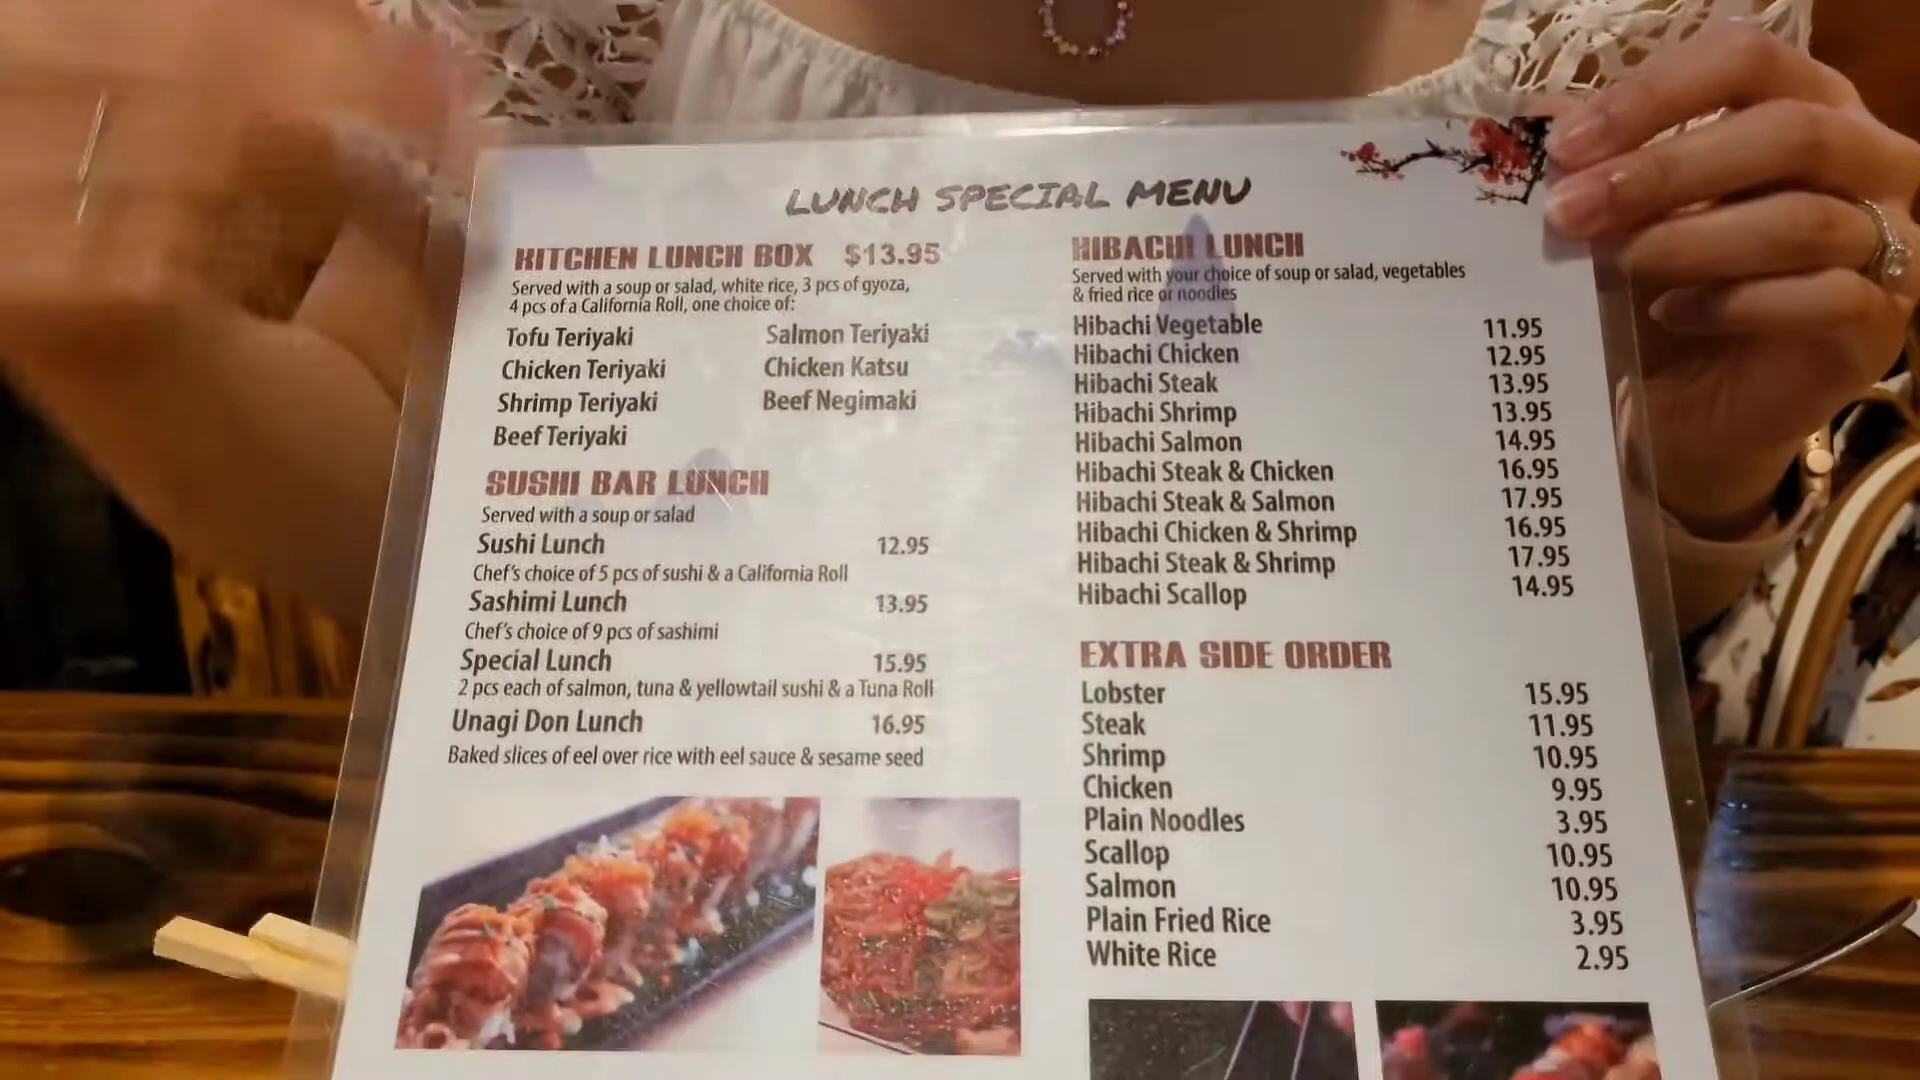 LUNCH SPECIAL MENU
KITCHEN LUNCH BOX $13.95
Served with a soup or salad, white rice, 3 pcs of gyoza,
4 pcs of a California Roll, one choice of:
Tofu Teriyaki Salmon Teriyaki
Chicken Teriyaki Chicken Katsu
Shrimp Teriyaki Beef Negimaki
Beef Teriyaki
SUSHI BAR LUNCH
Served with a soup or salad
Sushi Lunch 12.95
Chef's choice of 5 pcs of sushi & a California Roll
Sashimi Lunch 13.95
Chef's choice of 9 pcs of sashimi
Special Lunch 15.95
2 pcs each of salmon, tuna & yellowtail sushi & a Tuna Roll
Unagi Don Lunch 16.95
Baked slices of eel over rice with eel sauce & sesame seed
HIBACHI LUNCH
Served with your choice of soup or salad, vegetables
& fried rice or noodles
Hibachi Vegetable 11.95
Hibachi Chicken 12.95
Hibachi Steak 13.95
Hibachi Shrimp 13.95
Hibachi Salmon 14.95
Hibachi Steak & Chicken 16.95
Hibachi Steak & Salmon 17.95
Hibachi Chicken & Shrimp 16.95
Hibachi Steak & Shrimp 17.95
Hibachi Scallop 14.95
EXTRA SIDE ORDER
Lobster 15.95
Steak 11.95
Shrimp 10.95
Chicken 9.95
Plain Noodles 3.95
Scallop 10.95
Salmon 10.95
Plain Fried Rice 3.95
White Rice 2.95